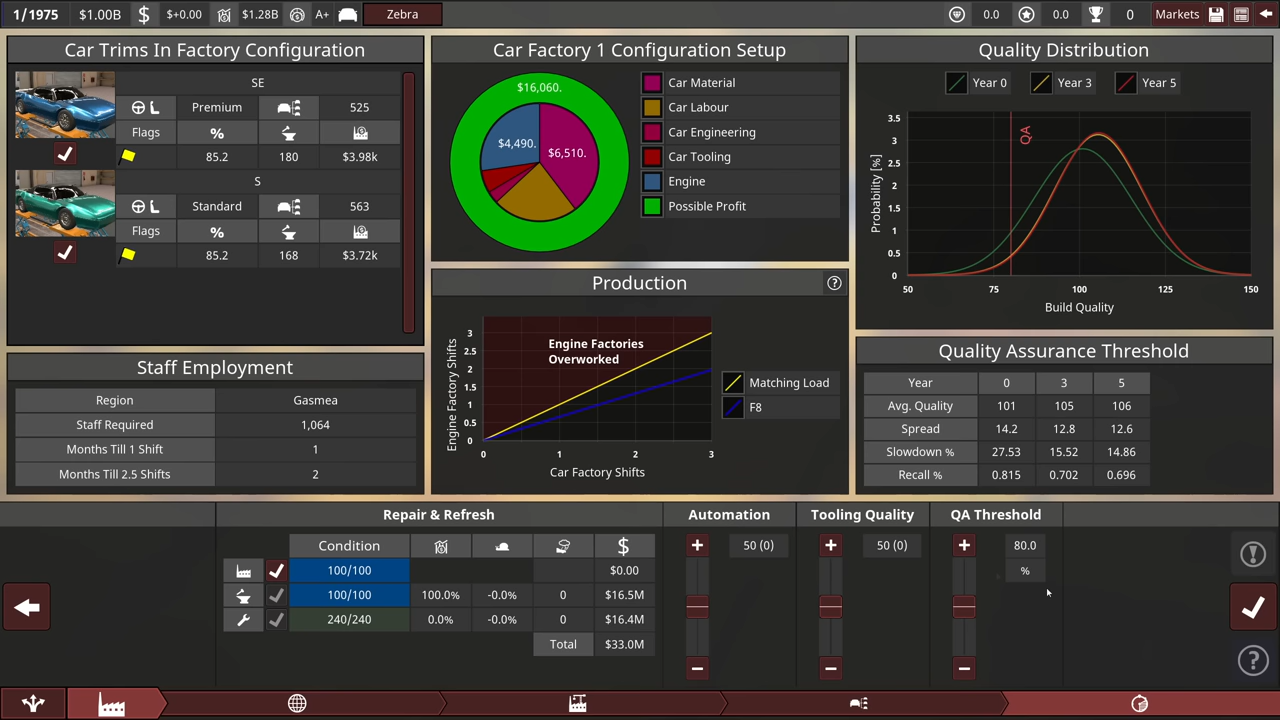 1/1975 $1.00B $ $+0.00 $1.28B A+ Zebra 0.0 0.0 0 Markets
Car Trims In Factory Configuration
SE
Premium 525
Flags %
85.2 180 $3.98k
S
Standard 563
Flags %
85.2 168 $3.72k
Staff Employment
Region Gasmea
Staff Required 1,064
Months Till 1 Shift 1
Months Till 2.5 Shifts 2
Car Factory 1 Configuration Setup
$16,060.
$4,490.
$6,510.
Car Material
Car Labour
Car Engineering
Car Tooling
Engine
Possible Profit
Production ?
Engine Factory Shifts
3
2.5
2
1.5
1
0.5
0
Engine Factories
Overworked
0 1 2 3
Car Factory Shifts
Matching Load
F8
Quality Distribution
Year 0 Year 3 Year 5
Probability [%]
3.5
3
2.5
2
1.5
1
0.5
0
QA
50 75 100 125 150
Build Quality
Quality Assurance Threshold
Year 0 3 5
Avg. Quality 101 105 106
Spread 14.2 12.8 12.6
Slowdown % 27.53 15.52 14.86
Recall % 0.815 0.702 0.696
Repair & Refresh
Condition $
100/100 $0.00
100/100 100.0% -0.0% 0 $16.5M
240/240 0.0% -0.0% 0 $16.4M
Total $33.0M
Automation
+ 50 (0)
−
Tooling Quality
+ 50 (0)
−
QA Threshold
+ 80.0
%
−
!
?